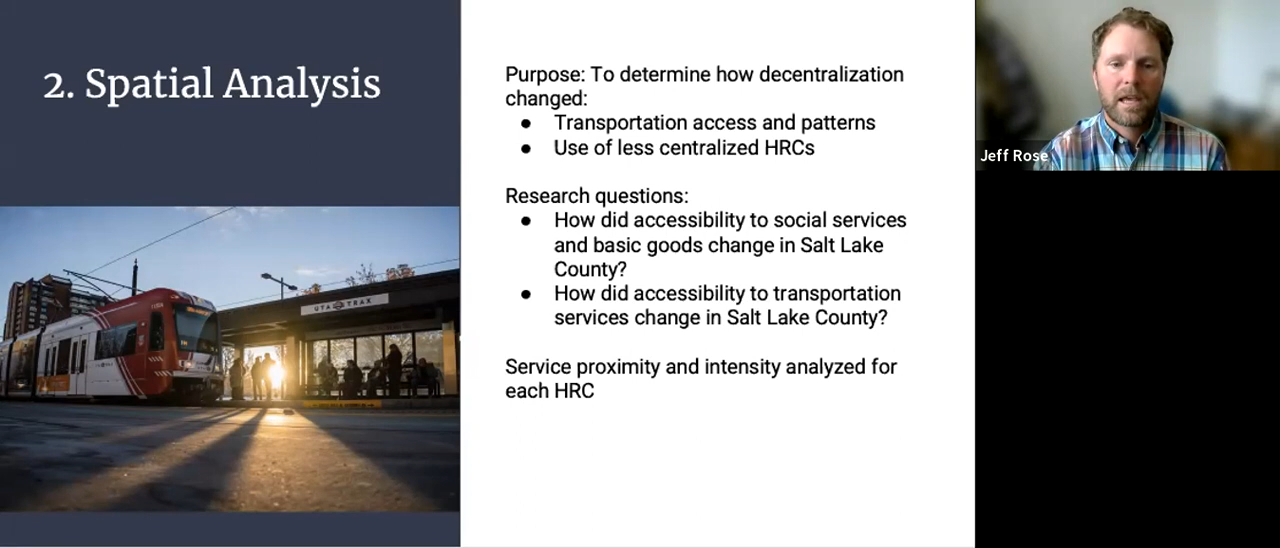 2. Spatial Analysis
UTA TRAX
Purpose: To determine how decentralization
changed:
● Transportation access and patterns
● Use of less centralized HRCs
Research questions:
● How did accessibility to social services
and basic goods change in Salt Lake
County?
● How did accessibility to transportation
services change in Salt Lake County?
Service proximity and intensity analyzed for
each HRC
Jeff Rose